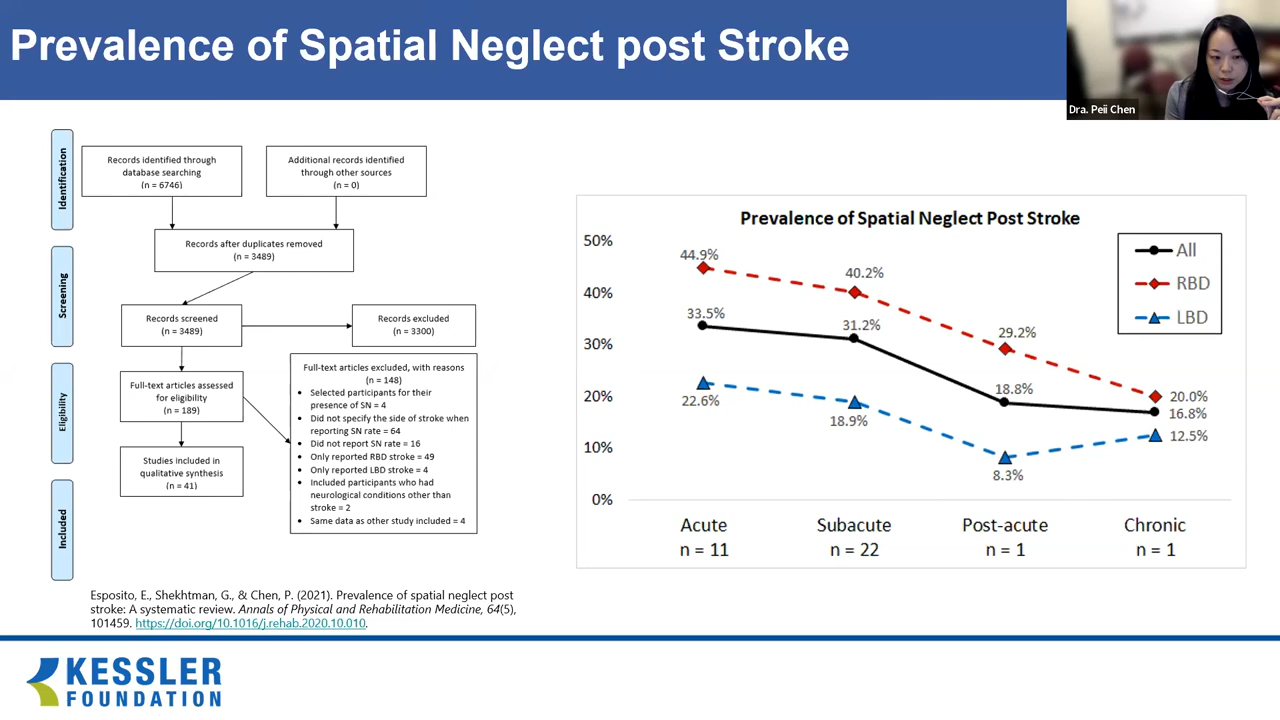 Prevalence of Spatial Neglect post Stroke
Dra. Peii Chen
Identification
Records identified through
database searching
(n = 6746)
Additional records identified
through other sources
(n = 0)
Records after duplicates removed
(n = 3489)
Screening
Records screened
(n = 3489)
Records excluded
(n = 3300)
Eligibility
Full-text articles assessed
for eligibility
(n = 189)
Full-text articles excluded, with reasons
(n = 148)
• Selected participants for their
presence of SN = 4
• Did not specify the side of stroke when
reporting SN rate = 64
• Did not report SN rate = 16
• Only reported RBD stroke = 49
• Only reported LBD stroke = 4
• Included participants who had
neurological conditions other than
stroke = 2
• Same data as other study included = 4
Included
Studies included in
qualitative synthesis
(n = 41)
Esposito, E., Shekhtman, G., & Chen, P. (2021). Prevalence of spatial neglect post
stroke: A systematic review. Annals of Physical and Rehabilitation Medicine, 64(5),
101459. https://doi.org/10.1016/j.rehab.2020.10.010.
Prevalence of Spatial Neglect Post Stroke
All
RBD
LBD
50%
40%
30%
20%
10%
0%
44.9%
40.2%
29.2%
20.0%
33.5%
31.2%
18.8%
16.8%
22.6%
18.9%
8.3%
12.5%
Acute
n = 11
Subacute
n = 22
Post-acute
n = 1
Chronic
n = 1
KESSLER
FOUNDATION